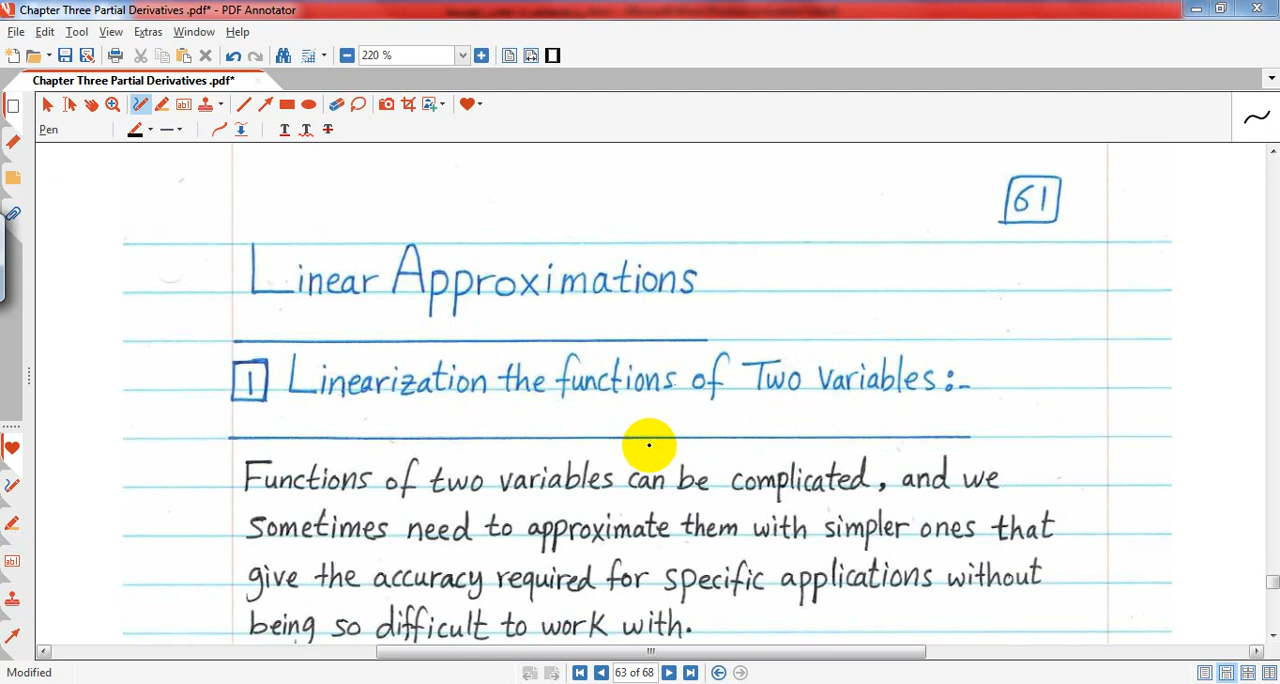 Chapter Three Partial Derivatives .pdf* - PDF Annotator
File Edit Tool View Extras Window Help
220 %
Chapter Three Partial Derivatives .pdf*
Pen
61
Linear Approximations
1 Linearization the functions of Two Variables:-
Functions of two variables can be complicated, and we
sometimes need to approximate them with simpler ones that
give the accuracy required for specific applications without
being so difficult to work with.
Modified
63 of 68